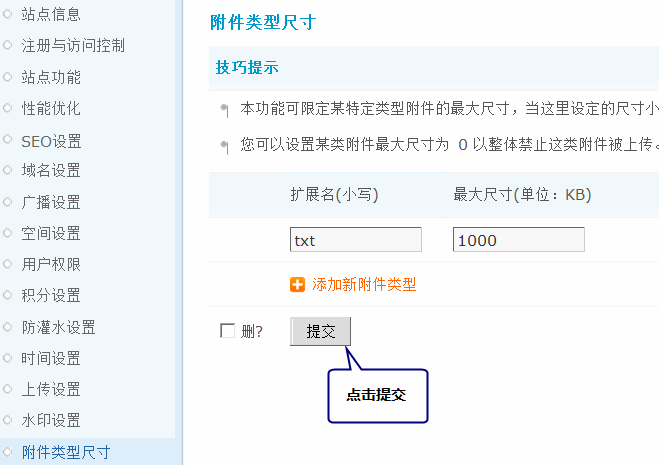 站点信息
注册与访问控制
站点功能
性能优化
SEO设置
域名设置
广播设置
空间设置
用户权限
积分设置
防灌水设置
时间设置
上传设置
水印设置
附件类型尺寸
附件类型尺寸
技巧提示
本功能可限定某特定类型附件的最大尺寸，当这里设定的尺寸小
您可以设置某类附件最大尺寸为 0 以整体禁止这类附件被上传。
扩展名(小写) 最大尺寸(单位：KB)
txt 1000
添加新附件类型
删? 提交
点击提交